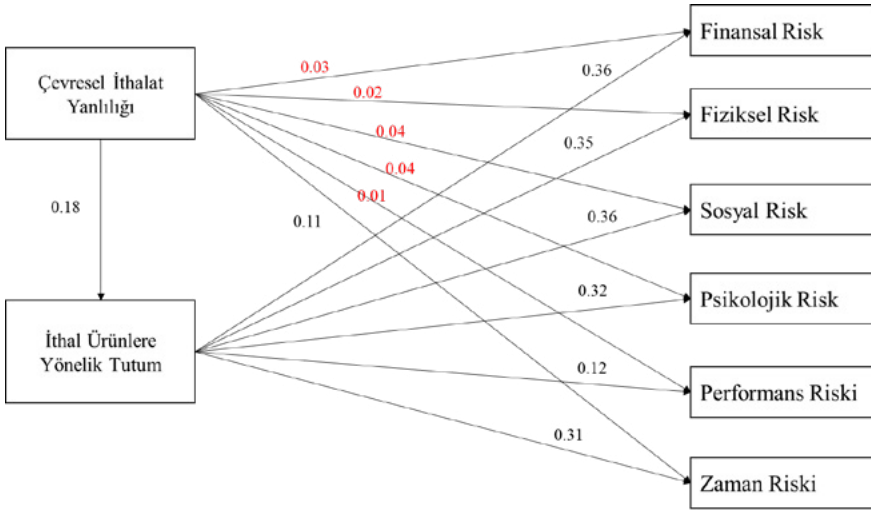 Finansal Risk
Çevresel İthalat
Yanlılığı
0.03
0.36
0.02
Fiziksel Risk
0.04
0.35
0.04
0.01
0.18
0.11
0.36
Sosyal Risk
0.32
Psikolojik Risk
İthal Ürünlere
Yönelik Tutum
0.12
Performans Riski
0.31
Zaman Riski